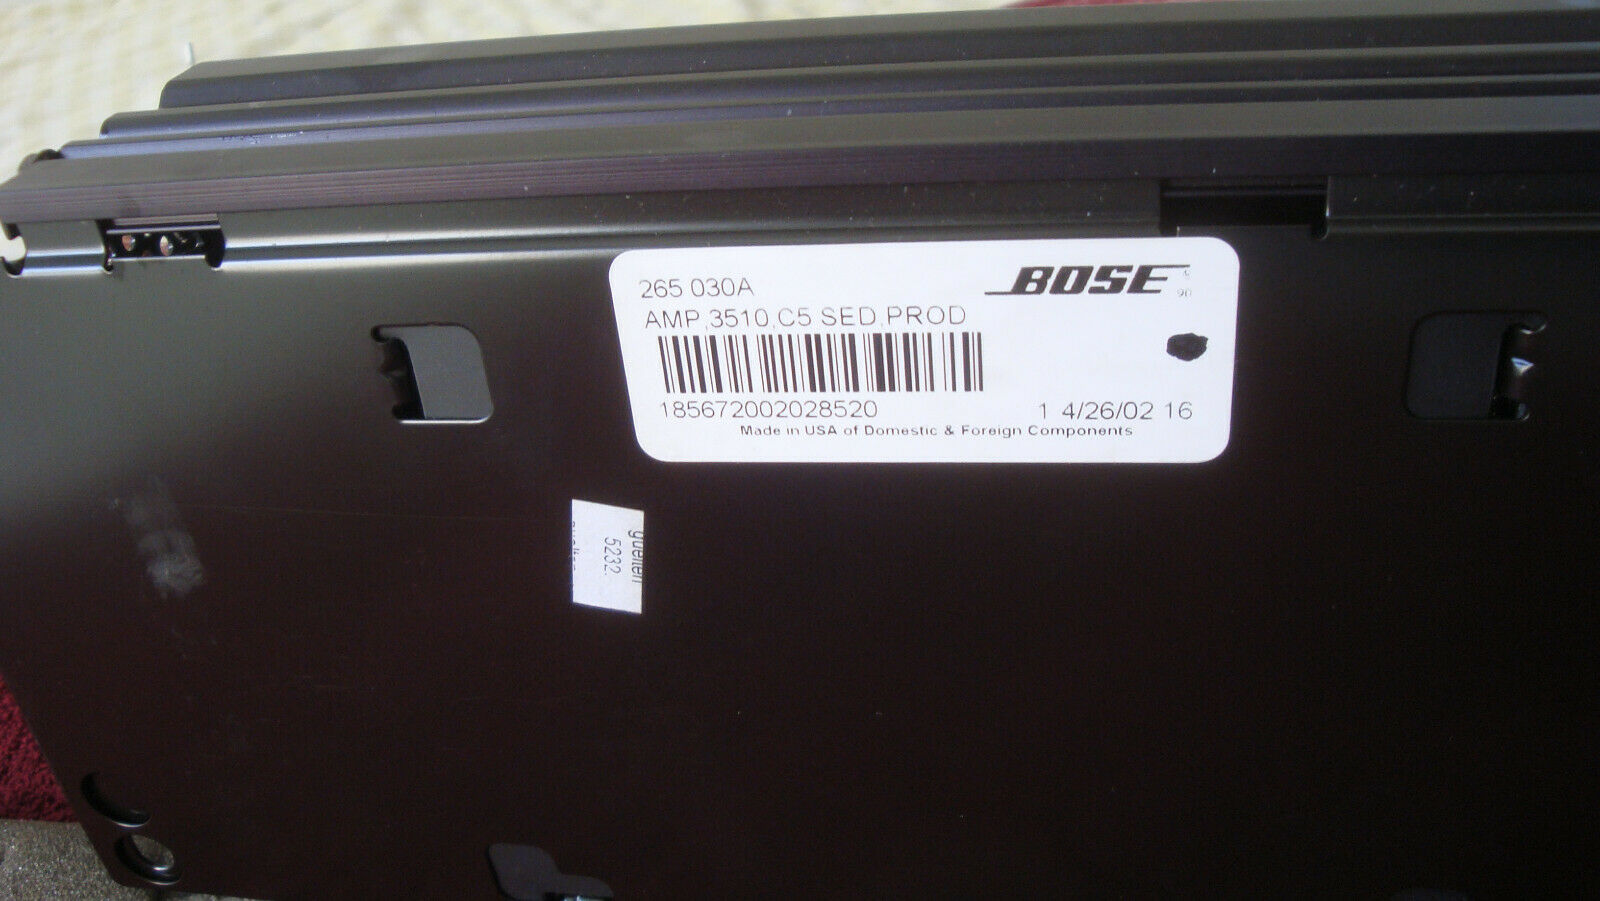 265 030A
BOSE
AMP,3510,C5 SED,PROD
185672002028520
1 4/26/02 16
Made in USA of Domestic & Foreign Components
5232.